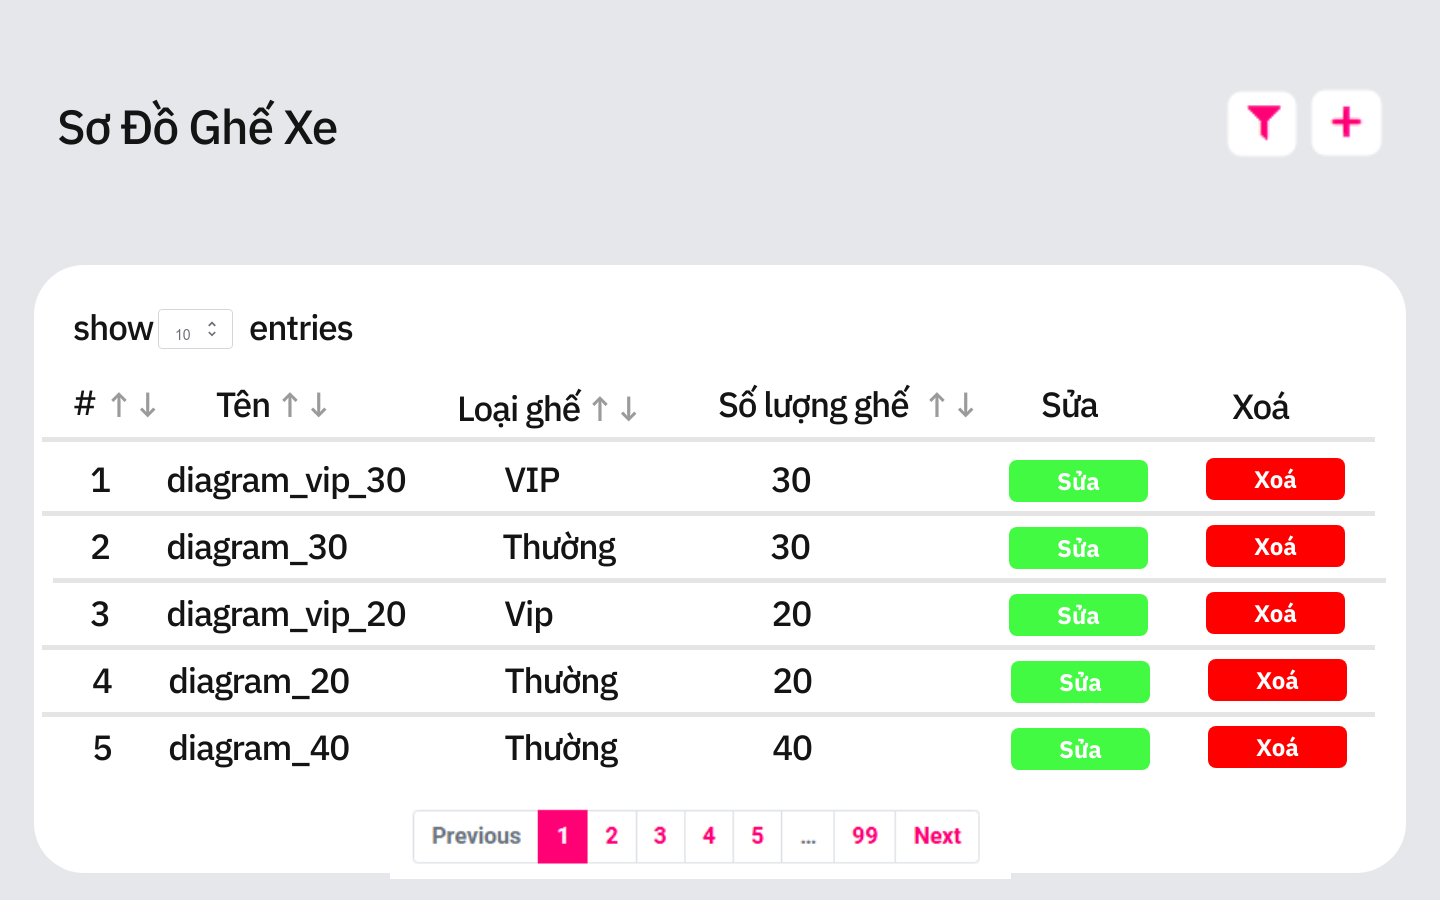 Sơ Đồ Ghế Xe
show 10 entries
# ↑ ↓ Tên ↑ ↓ Loại ghế ↑ ↓ Số lượng ghế ↑ ↓ Sửa Xoá
1 diagram_vip_30 VIP 30 Sửa Xoá
2 diagram_30 Thường 30 Sửa Xoá
3 diagram_vip_20 Vip 20 Sửa Xoá
4 diagram_20 Thường 20 Sửa Xoá
5 diagram_40 Thường 40 Sửa Xoá
Previous 1 2 3 4 5 ... 99 Next